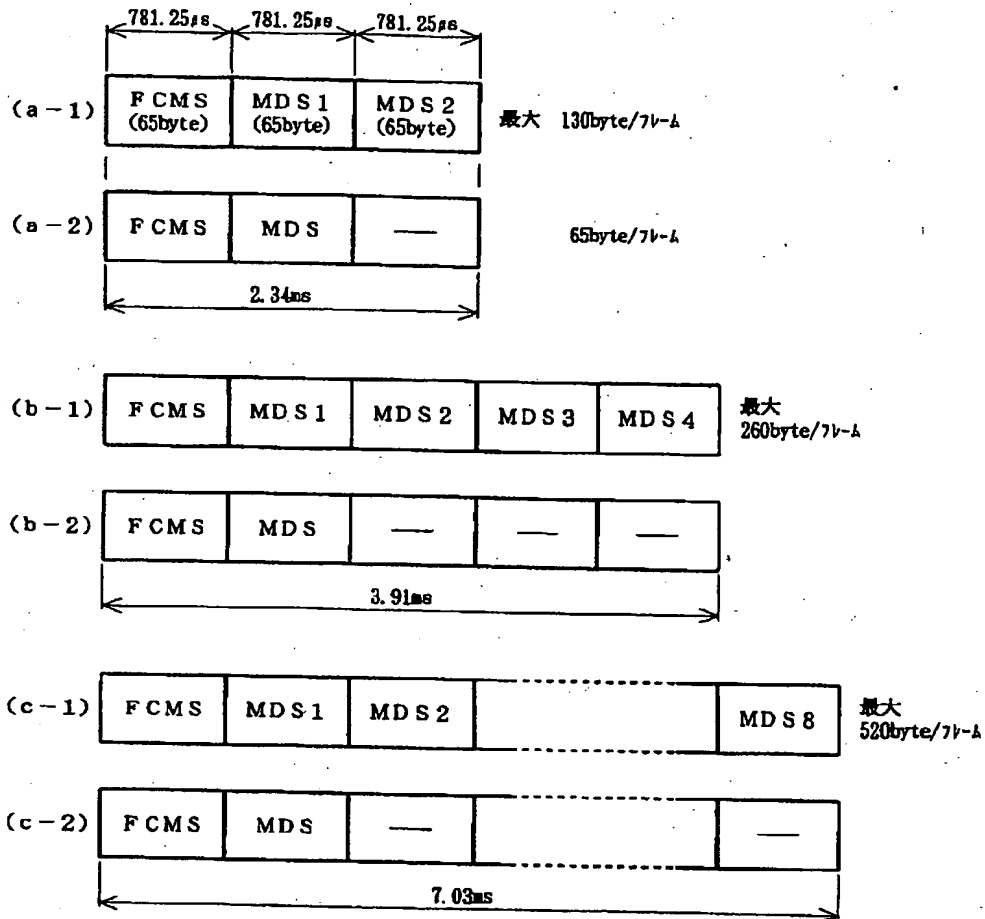 781.25μs 781.25μs 781.25μs
(a-1) FCMS MDS1 MDS2 最大 130byte/フレーム
(65byte) (65byte) (65byte)
(a-2) FCMS MDS — 65byte/フレーム
2.34ms
(b-1) FCMS MDS1 MDS2 MDS3 MDS4 最大
260byte/フレーム
(b-2) FCMS MDS — — —
3.91ms
(c-1) FCMS MDS1 MDS2 MDS8 最大
520byte/フレーム
(c-2) FCMS MDS — —
7.03ms